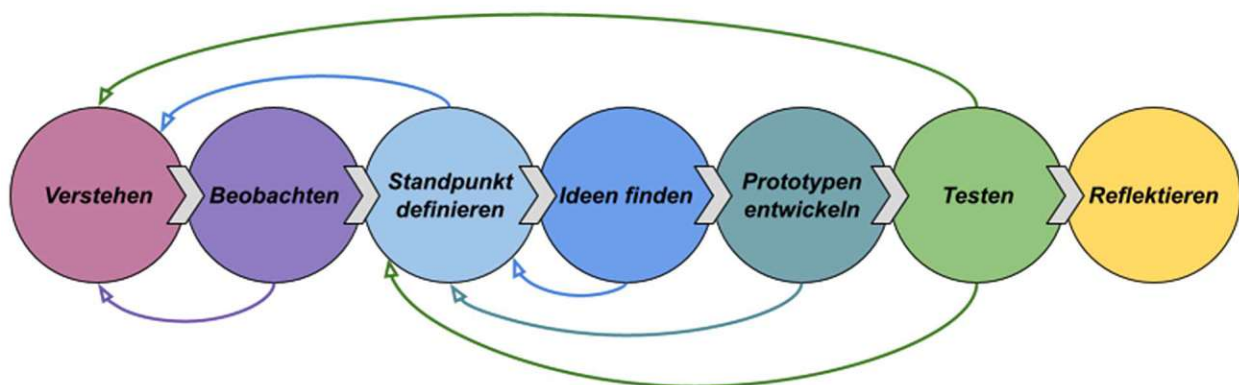 Verstehen
Beobachten
Standpunkt
definieren
Ideen finden
Prototypen
entwickeln
Testen
Reflektieren